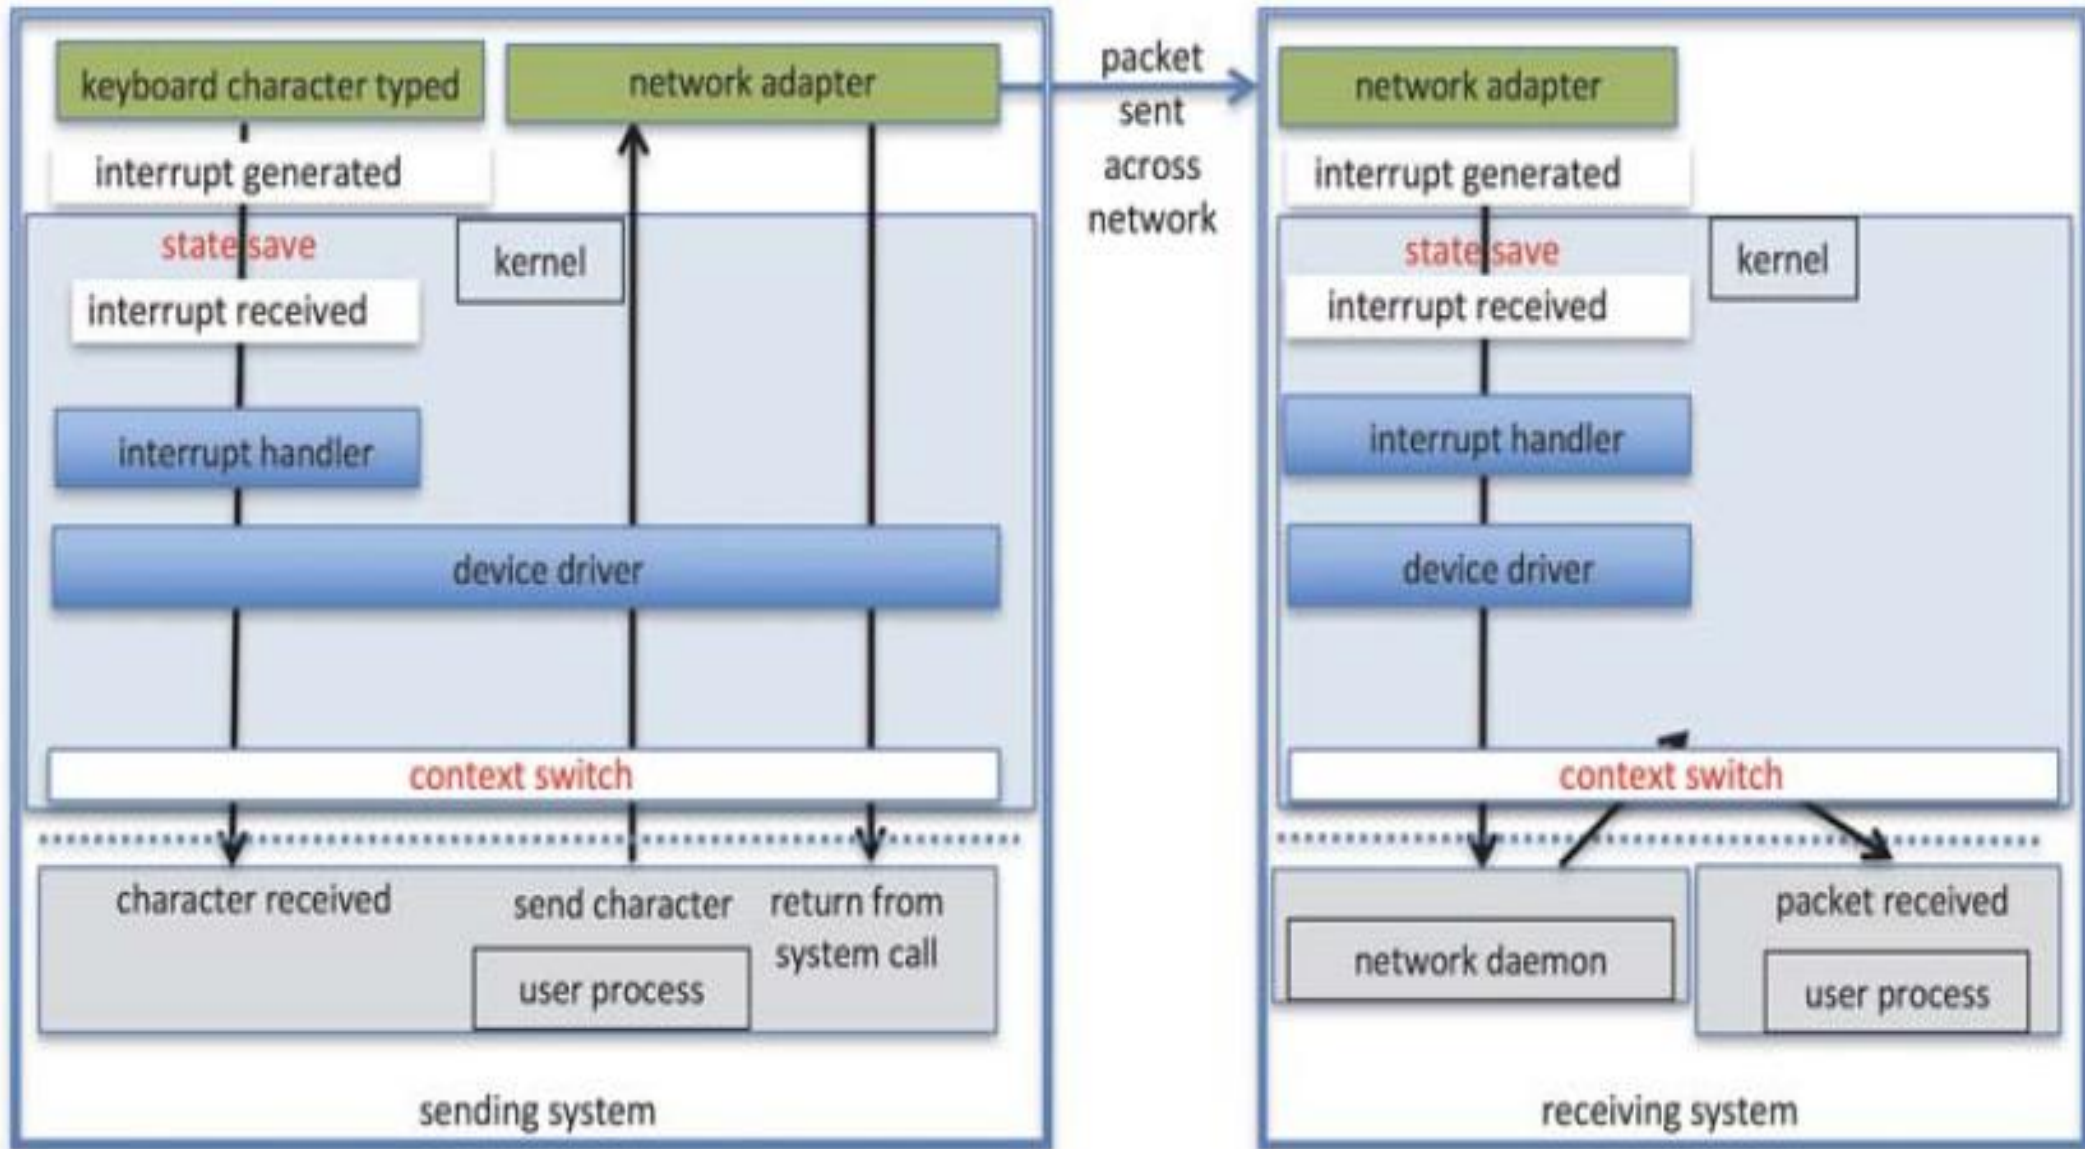 keyboard character typed
network adapter
interrupt generated
state save
kernel
interrupt received
interrupt handler
device driver
context switch
character received
send character
return from
system call
user process
sending system
packet
sent
across
network
network adapter
interrupt generated
state save
kernel
interrupt received
interrupt handler
device driver
context switch
network daemon
packet received
user process
receiving system